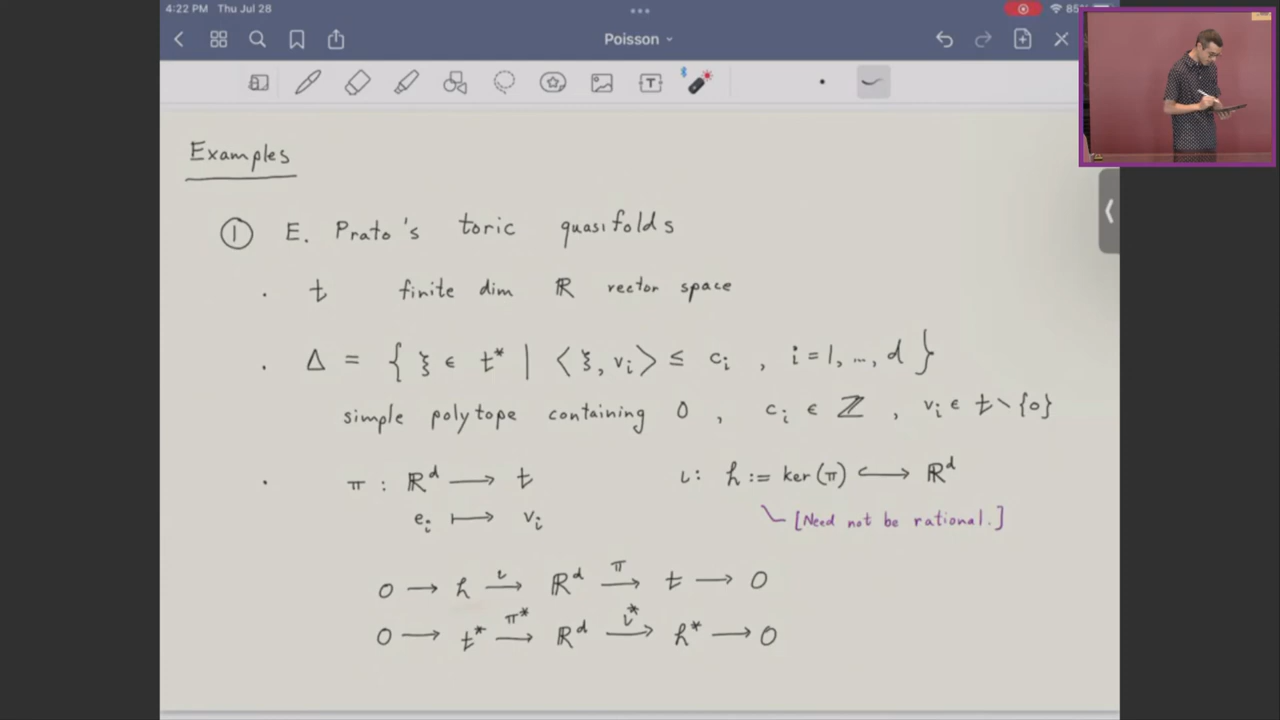 4:22 PM Thu Jul 28
85%
Poisson
Examples
① E. Prato's toric quasifolds
· t finite dim ℝ vector space
· Δ = { ξ ∈ t* | ⟨ξ, vᵢ⟩ ≤ cᵢ , i = 1, ..., d }
simple polytope containing 0 , cᵢ ∈ ℤ , vᵢ ∈ t∖{0}
· π : ℝᵈ ⟶ t ι: h := ker(π) ↪ ℝᵈ
eᵢ ⟼ vᵢ [Need not be rational.]
0 → h →^ι ℝᵈ →^π t → 0
0 → t* →^π* ℝᵈ →^ι* h* → 0